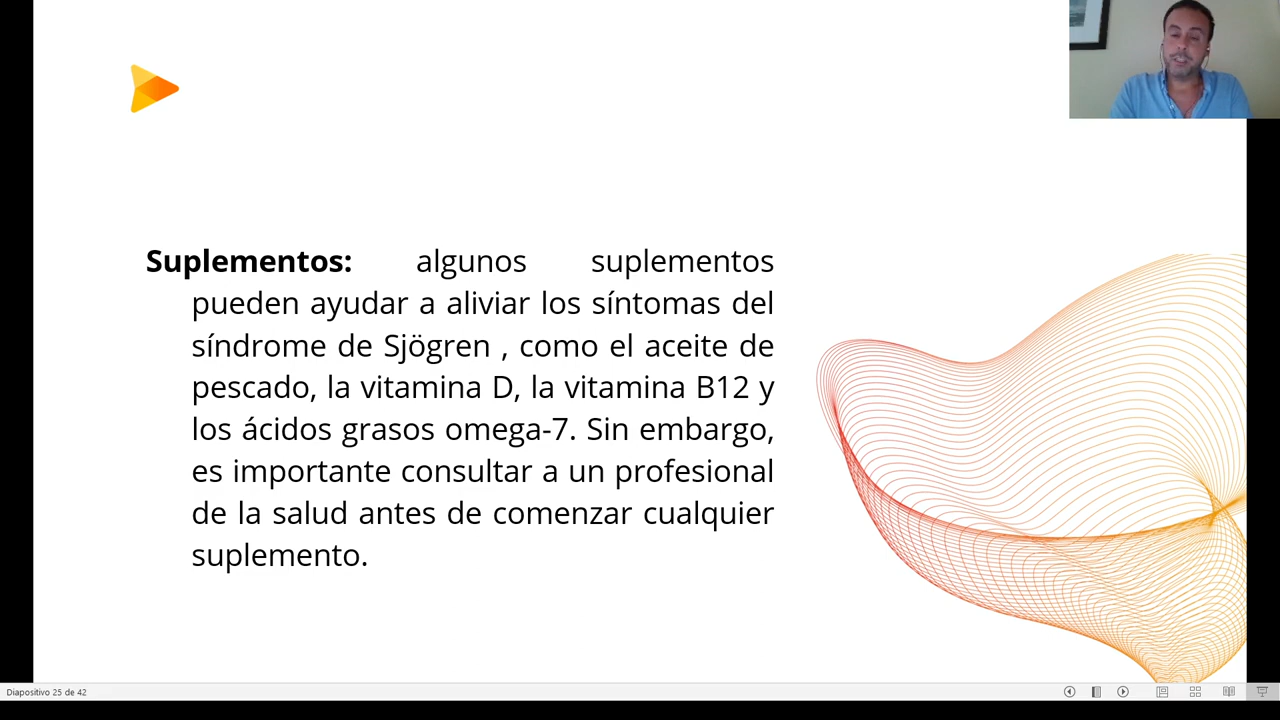 Suplementos: algunos suplementos
pueden ayudar a aliviar los síntomas del
síndrome de Sjögren , como el aceite de
pescado, la vitamina D, la vitamina B12 y
los ácidos grasos omega-7. Sin embargo,
es importante consultar a un profesional
de la salud antes de comenzar cualquier
suplemento.
Diapositivo 25 de 42